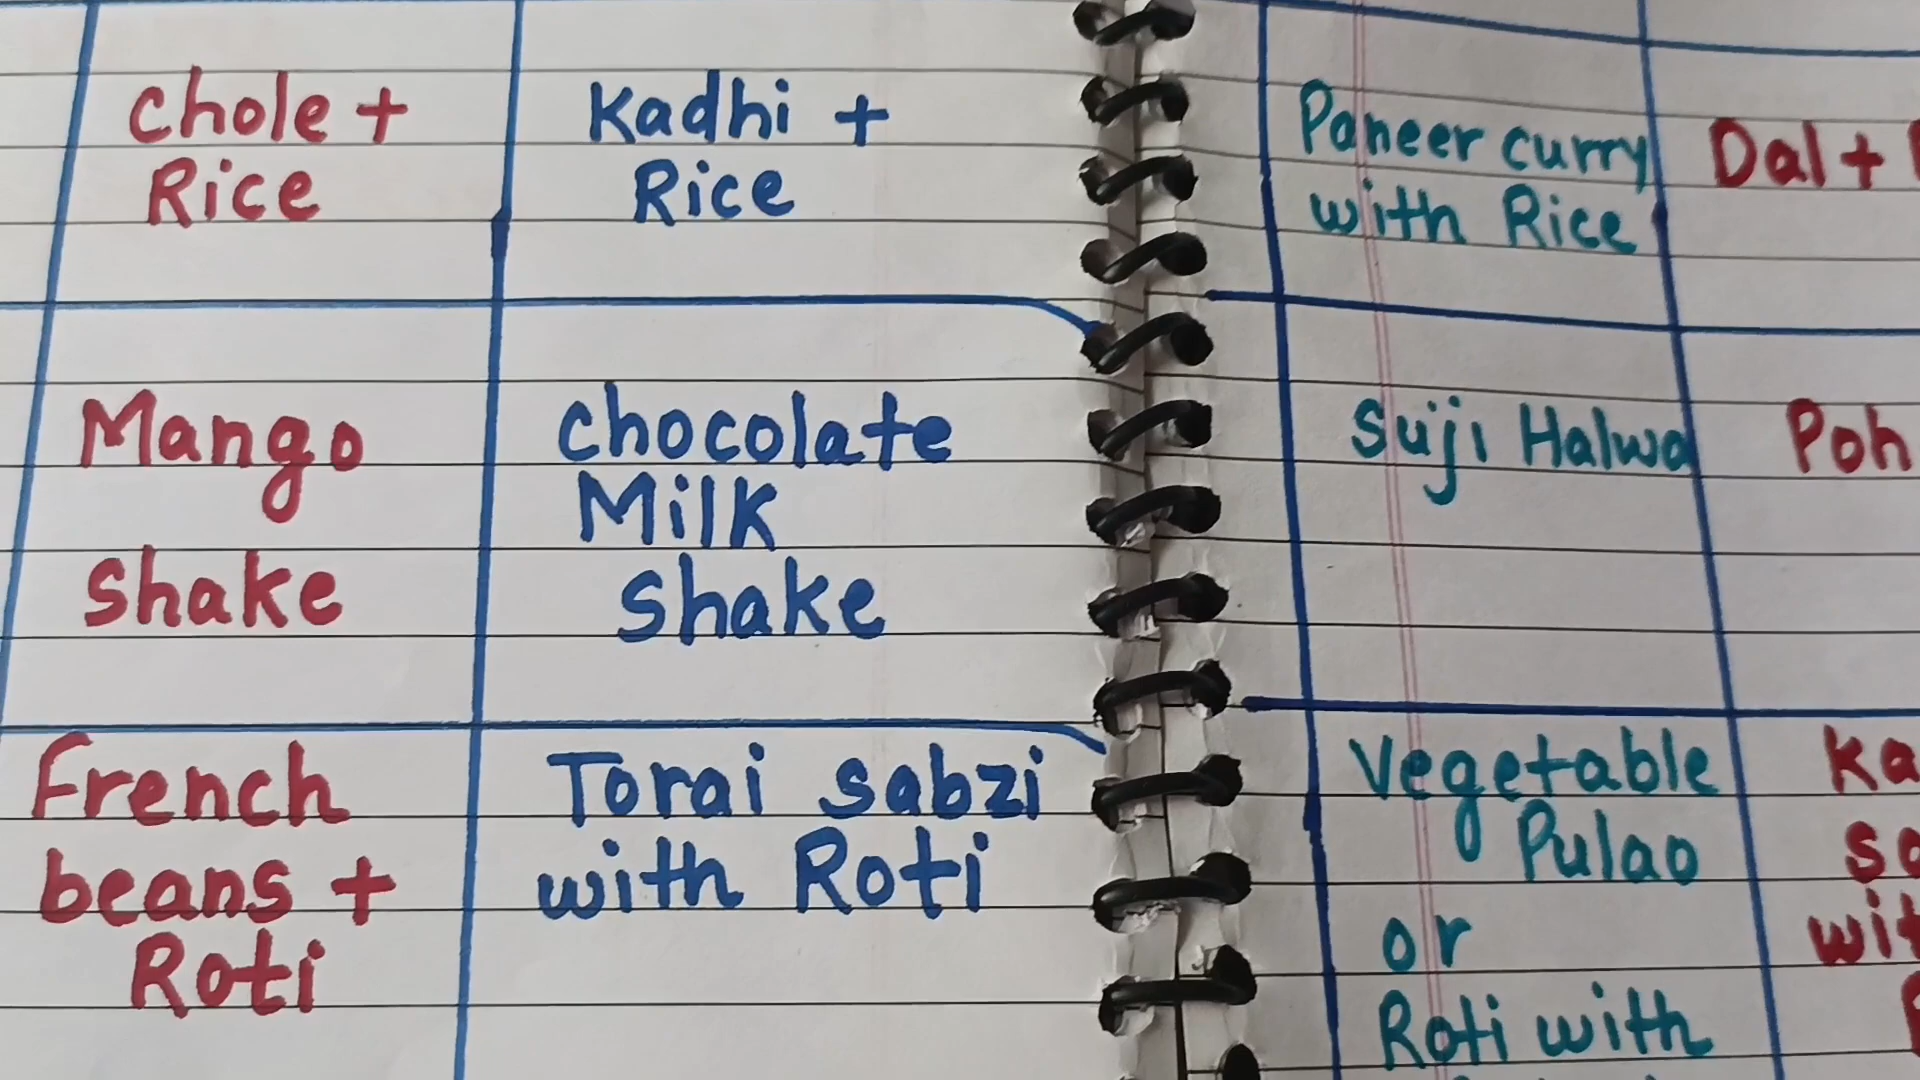 Chole +
Rice
Kadhi +
Rice
Paneer curry
with Rice
Dal +
Mango
Shake
Chocolate
Milk
Shake
Suji Halwa
French
beans +
Roti
Torai sabzi
with Roti
Vegetable
Pulao
or
Roti with